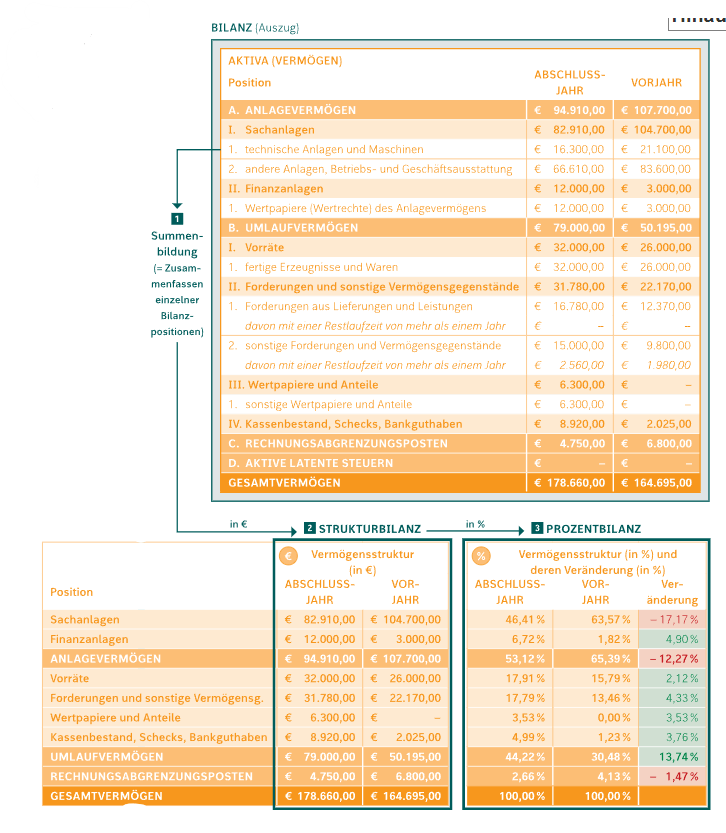 BILANZ (Auszug)
AKTIVA (VERMÖGEN)
Position ABSCHLUSS-JAHR VORJAHR
A. ANLAGEVERMÖGEN € 94.910,00 € 107.700,00
I. Sachanlagen € 82.910,00 € 104.700,00
1. technische Anlagen und Maschinen € 16.300,00 € 21.100,00
2. andere Anlagen, Betriebs- und Geschäftsausstattung € 66.610,00 € 83.600,00
II. Finanzanlagen € 12.000,00 € 3.000,00
1. Wertpapiere (Wertrechte) des Anlagevermögens € 12.000,00 € 3.000,00
B. UMLAUFVERMÖGEN € 79.000,00 € 50.195,00
I. Vorräte € 32.000,00 € 26.000,00
1. fertige Erzeugnisse und Waren € 32.000,00 € 26.000,00
II. Forderungen und sonstige Vermögensgegenstände € 31.780,00 € 22.170,00
1. Forderungen aus Lieferungen und Leistungen € 16.780,00 € 12.370,00
davon mit einer Restlaufzeit von mehr als einem Jahr € – € –
2. sonstige Forderungen und Vermögensgegenstände € 15.000,00 € 9.800,00
davon mit einer Restlaufzeit von mehr als einem Jahr € 2.560,00 € 1.980,00
III. Wertpapiere und Anteile € 6.300,00 € –
1. sonstige Wertpapiere und Anteile € 6.300,00 € –
IV. Kassenbestand, Schecks, Bankguthaben € 8.920,00 € 2.025,00
C. RECHNUNGSABGRENZUNGSPOSTEN € 4.750,00 € 6.800,00
D. AKTIVE LATENTE STEUERN € – € –
GESAMTVERMÖGEN € 178.660,00 € 164.695,00
1
Summen-
bildung
(= Zusam-
menfassen
einzelner
Bilanz-
positionen)
in € 2 STRUKTURBILANZ in % 3 PROZENTBILANZ
€ Vermögensstruktur
(in €)
% Vermögensstruktur (in %) und
deren Veränderung (in %)
Position ABSCHLUSS-JAHR VOR-JAHR ABSCHLUSS-JAHR VOR-JAHR Ver-änderung
Sachanlagen € 82.910,00 € 104.700,00 46,41 % 63,57 % – 17,17 %
Finanzanlagen € 12.000,00 € 3.000,00 6,72 % 1,82 % 4,90 %
ANLAGEVERMÖGEN € 94.910,00 € 107.700,00 53,12 % 65,39 % – 12,27 %
Vorräte € 32.000,00 € 26.000,00 17,91 % 15,79 % 2,12 %
Forderungen und sonstige Vermögensg. € 31.780,00 € 22.170,00 17,79 % 13,46 % 4,33 %
Wertpapiere und Anteile € 6.300,00 € – 3,53 % 0,00 % 3,53 %
Kassenbestand, Schecks, Bankguthaben € 8.920,00 € 2.025,00 4,99 % 1,23 % 3,76 %
UMLAUFVERMÖGEN € 79.000,00 € 50.195,00 44,22 % 30,48 % 13,74 %
RECHNUNGSABGRENZUNGSPOSTEN € 4.750,00 € 6.800,00 2,66 % 4,13 % – 1,47 %
GESAMTVERMÖGEN € 178.660,00 € 164.695,00 100,00 % 100,00 %